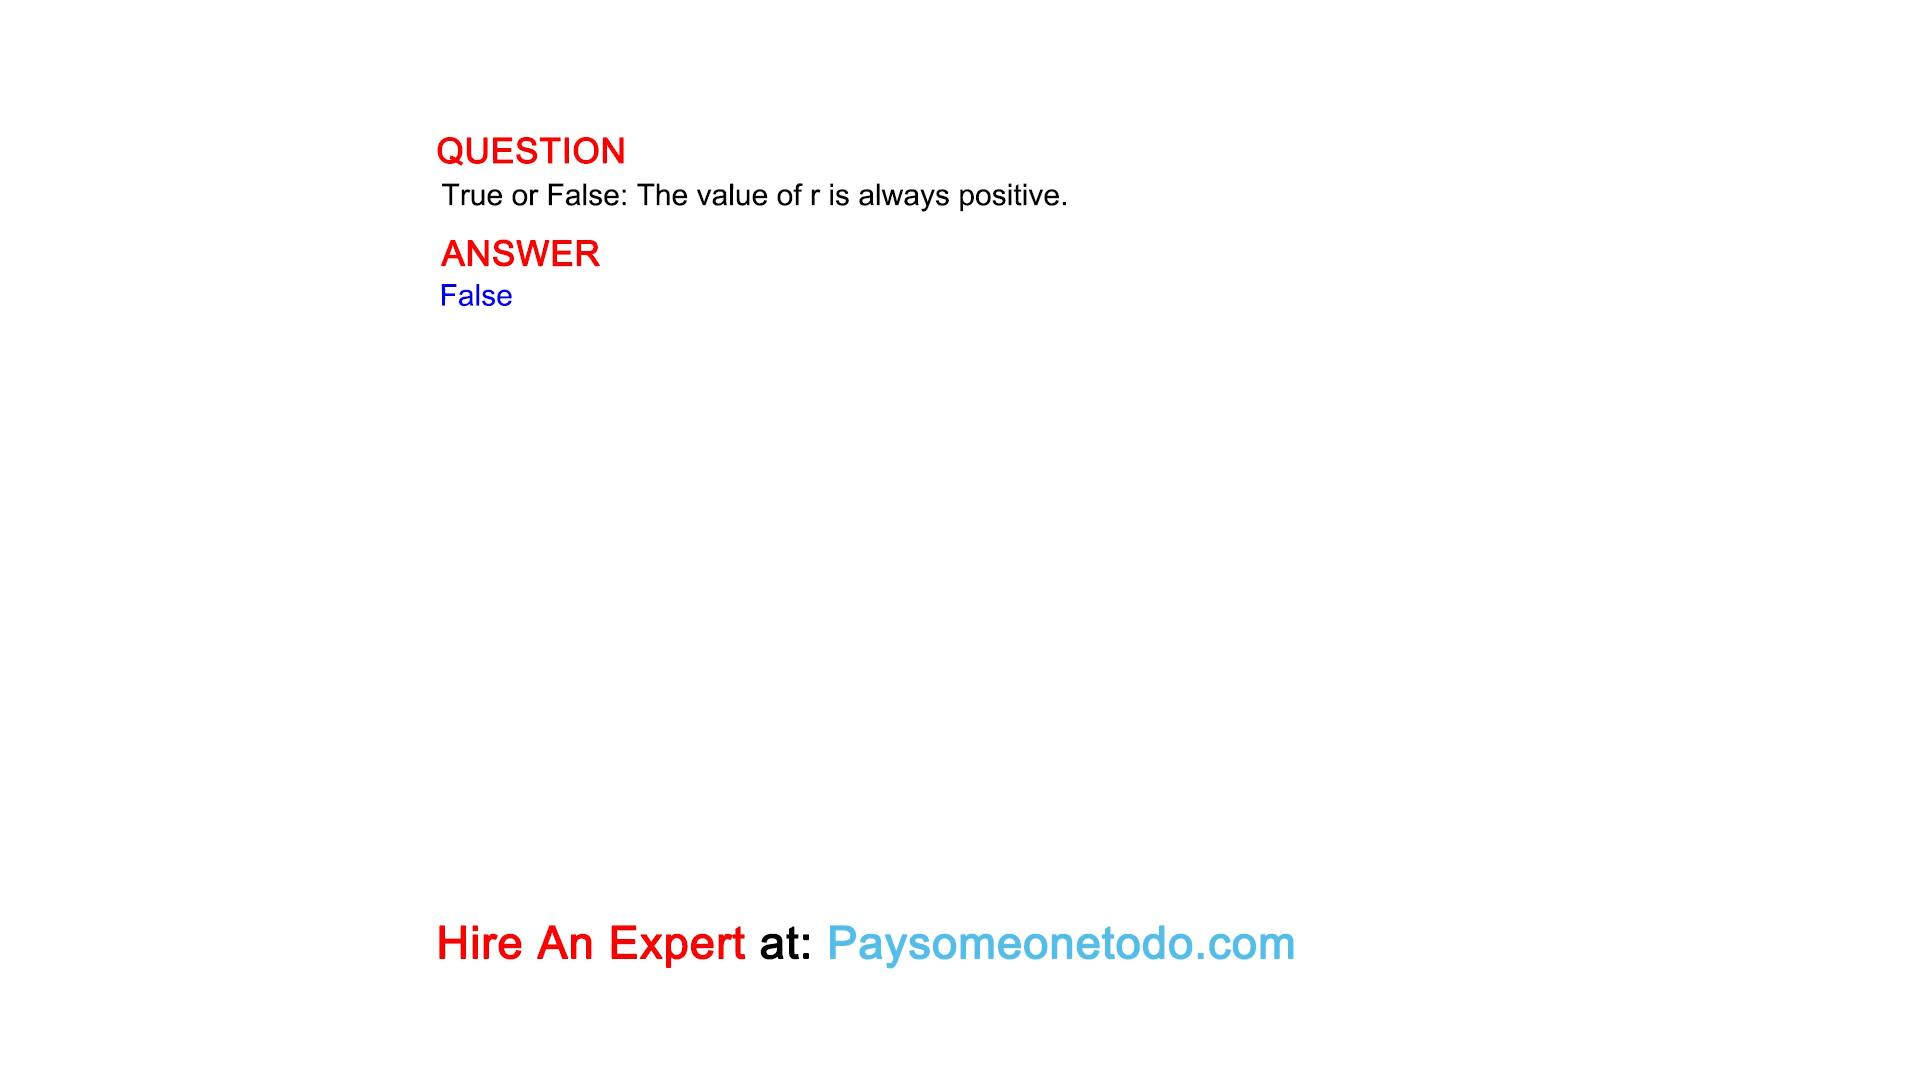 QUESTION
True or False: The value of r is always positive.
ANSWER
False
Hire An Expert at: Paysomeonetodo.com